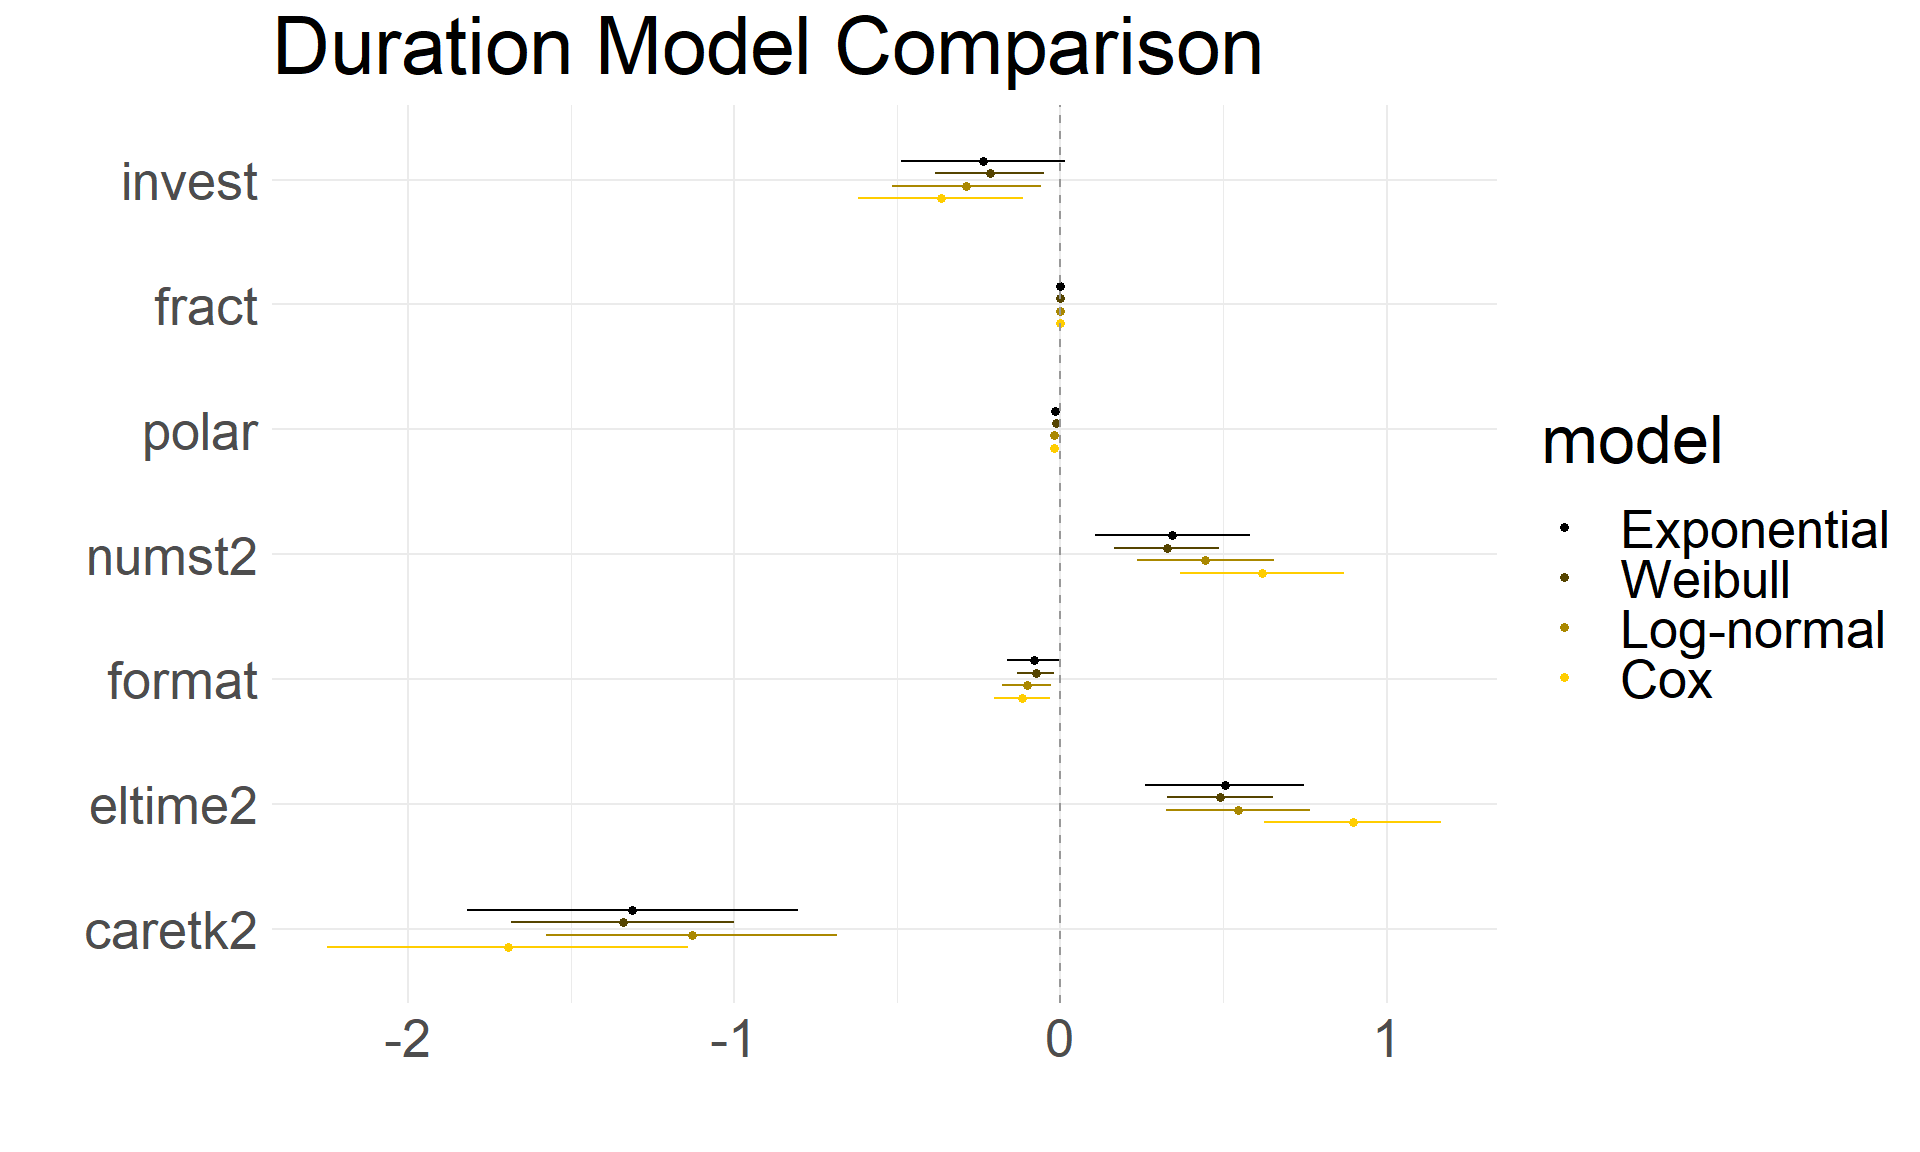 Duration Model Comparison
invest
fract
polar
numst2
format
eltime2
caretk2
-2 -1 0 1
model
Exponential
Weibull
Log-normal
Cox